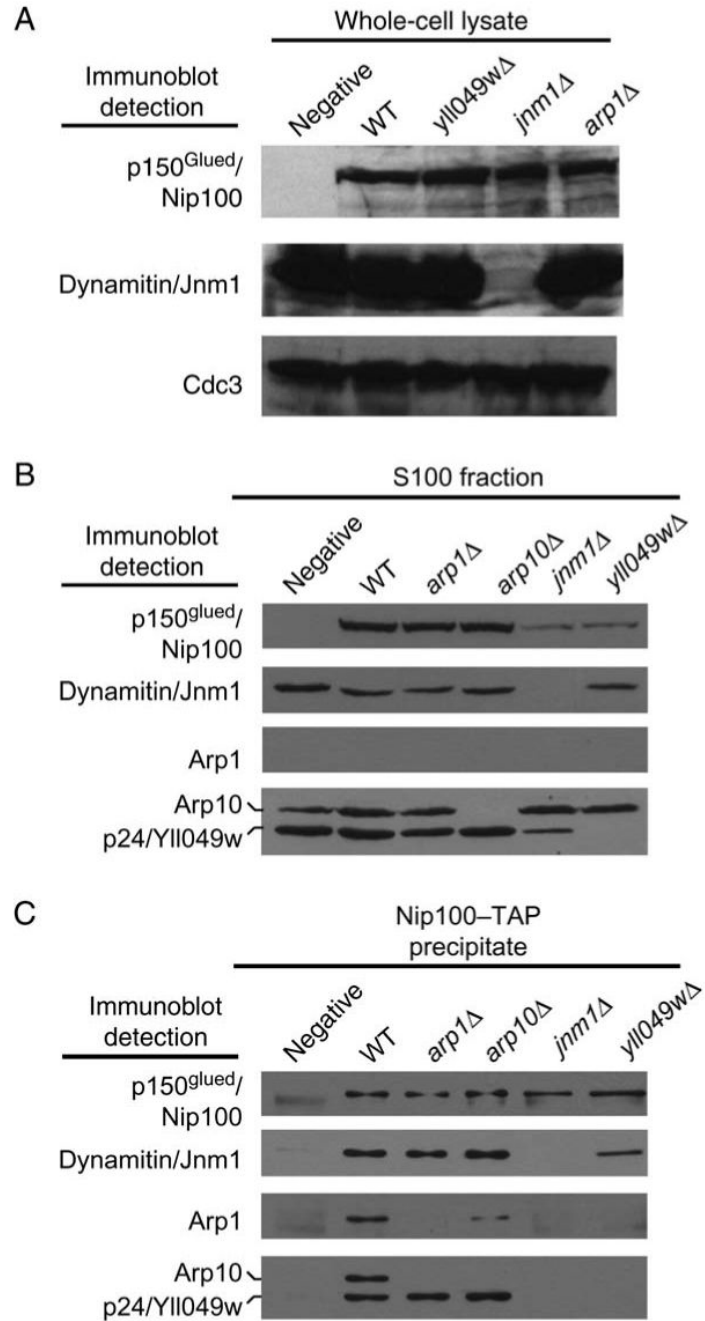 A
Whole-cell lysate
Immunoblot
detection
Negative
WT
yll049wΔ
jnm1Δ
arp1Δ
p150Glued/
Nip100
Dynamitin/Jnm1
Cdc3
B
S100 fraction
Immunoblot
detection
Negative
WT
arp1Δ
arp10Δ
jnm1Δ
yll049wΔ
p150glued/
Nip100
Dynamitin/Jnm1
Arp1
Arp10
p24/Yll049w
C
Nip100–TAP
precipitate
Immunoblot
detection
Negative
WT
arp1Δ
arp10Δ
jnm1Δ
yll049wΔ
p150glued/
Nip100
Dynamitin/Jnm1
Arp1
Arp10
p24/Yll049w